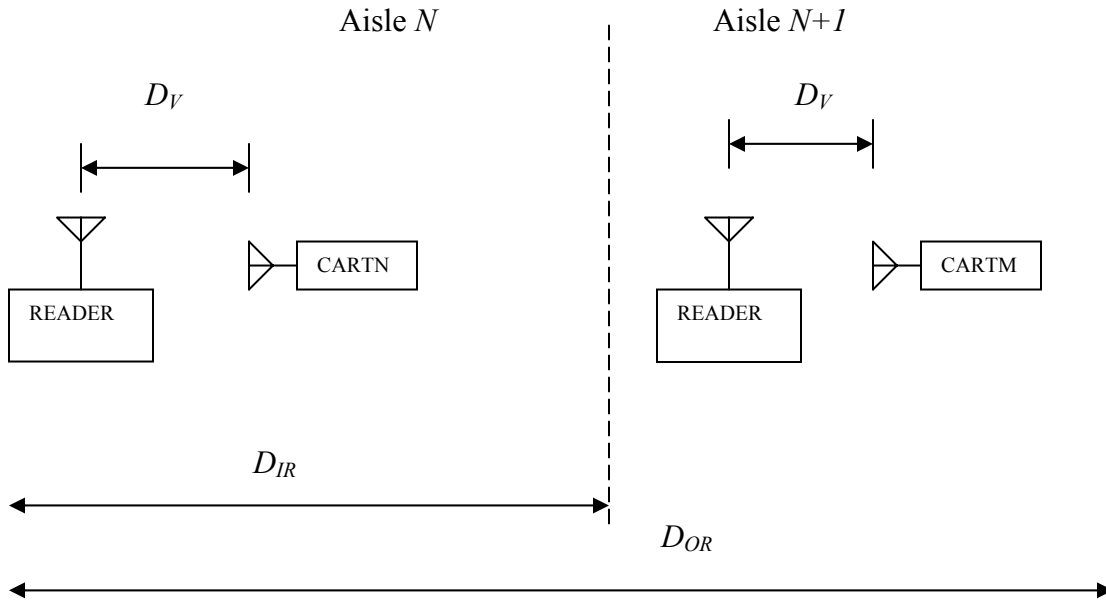 Aisle N
Aisle N+1
D_V
D_V
READER
CARTN
READER
CARTM
D_IR
D_OR